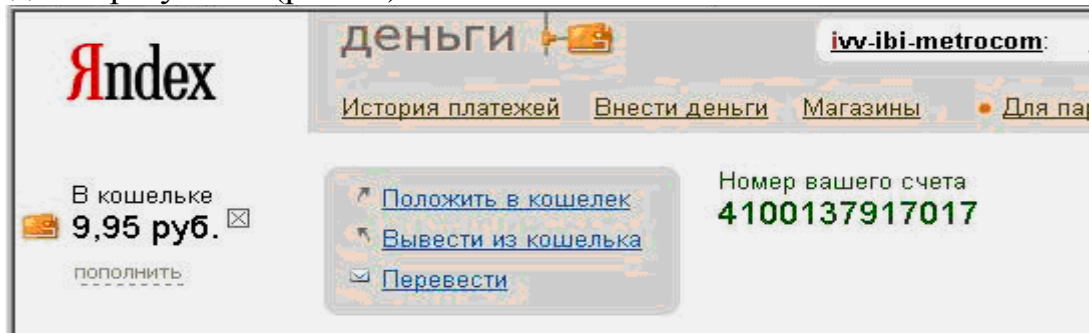 Яndex
деньги
ivv-ibi-metrocom:
История платежей Внести деньги Магазины Для
В кошельке
9,95 руб.
пополнить
Положить в кошелек
Вывести из кошелька
Перевести
Номер вашего счета
4100137917017